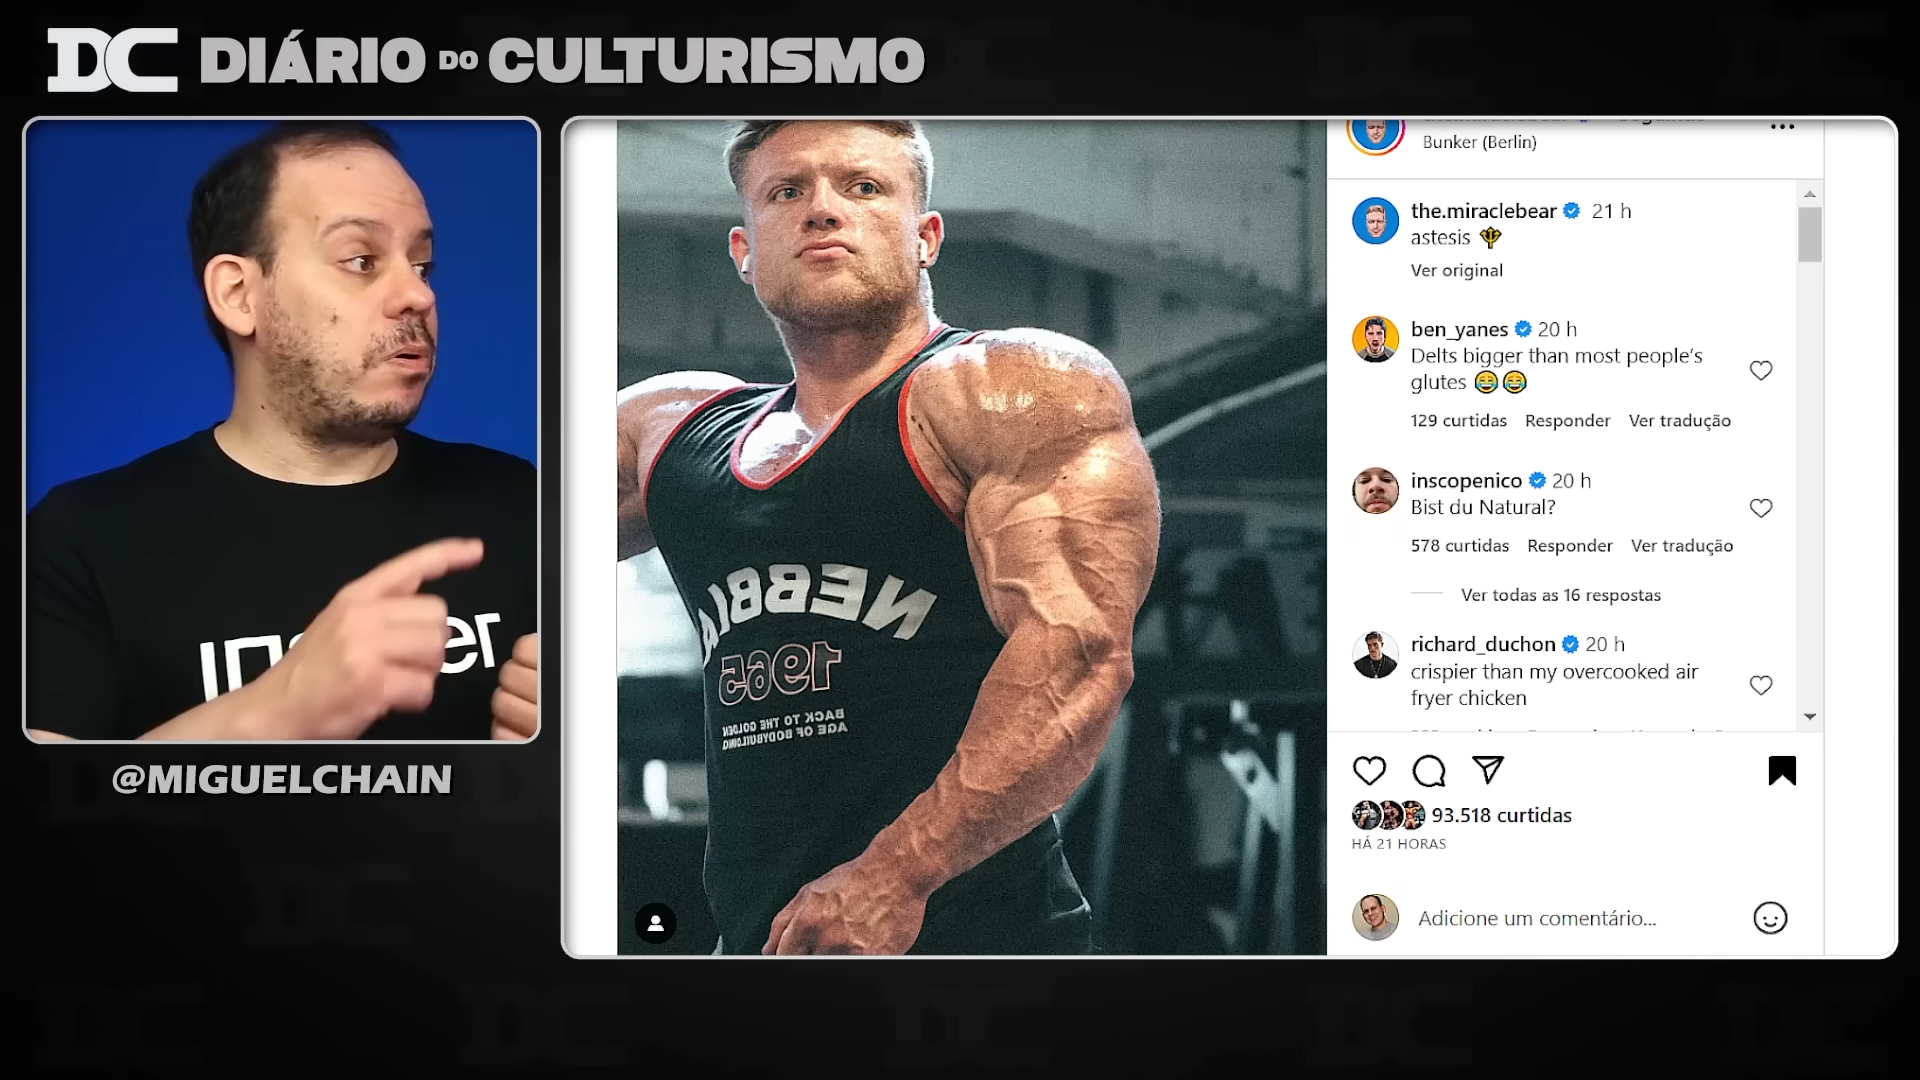 DC DIÁRIO DO CULTURISMO
@MIGUELCHAIN
NEBBIA
1965
BACK TO THE GOLDEN
AGE OF BODYBUILDING
Bunker (Berlin)
the.miraclebear 21 h
astesis
Ver original
ben_yanes 20 h
Delts bigger than most people’s
glutes 😂😂
129 curtidas Responder Ver tradução
inscopenico 20 h
Bist du Natural?
578 curtidas Responder Ver tradução
Ver todas as 16 respostas
richard_duchon 20 h
crispier than my overcooked air
fryer chicken
93.518 curtidas
HÁ 21 HORAS
Adicione um comentário...